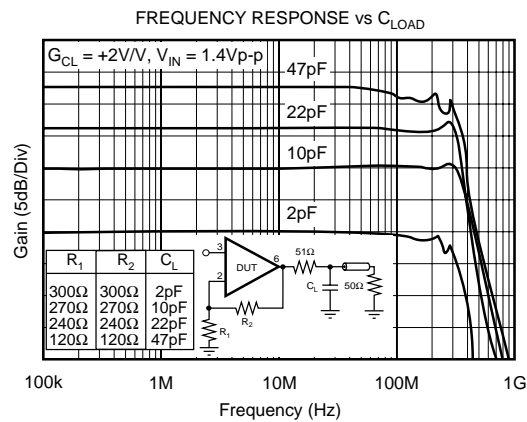 FREQUENCY RESPONSE vs CLOAD
GCL = +2V/V, VIN = 1.4Vp-p
47pF
22pF
10pF
2pF
Gain (5dB/Div)
R1 R2 CL
300Ω 300Ω 2pF
270Ω 270Ω 10pF
240Ω 240Ω 22pF
120Ω 120Ω 47pF
3
2
DUT
6
51Ω
CL
50Ω
R2
R1
100k 1M 10M 100M 1G
Frequency (Hz)